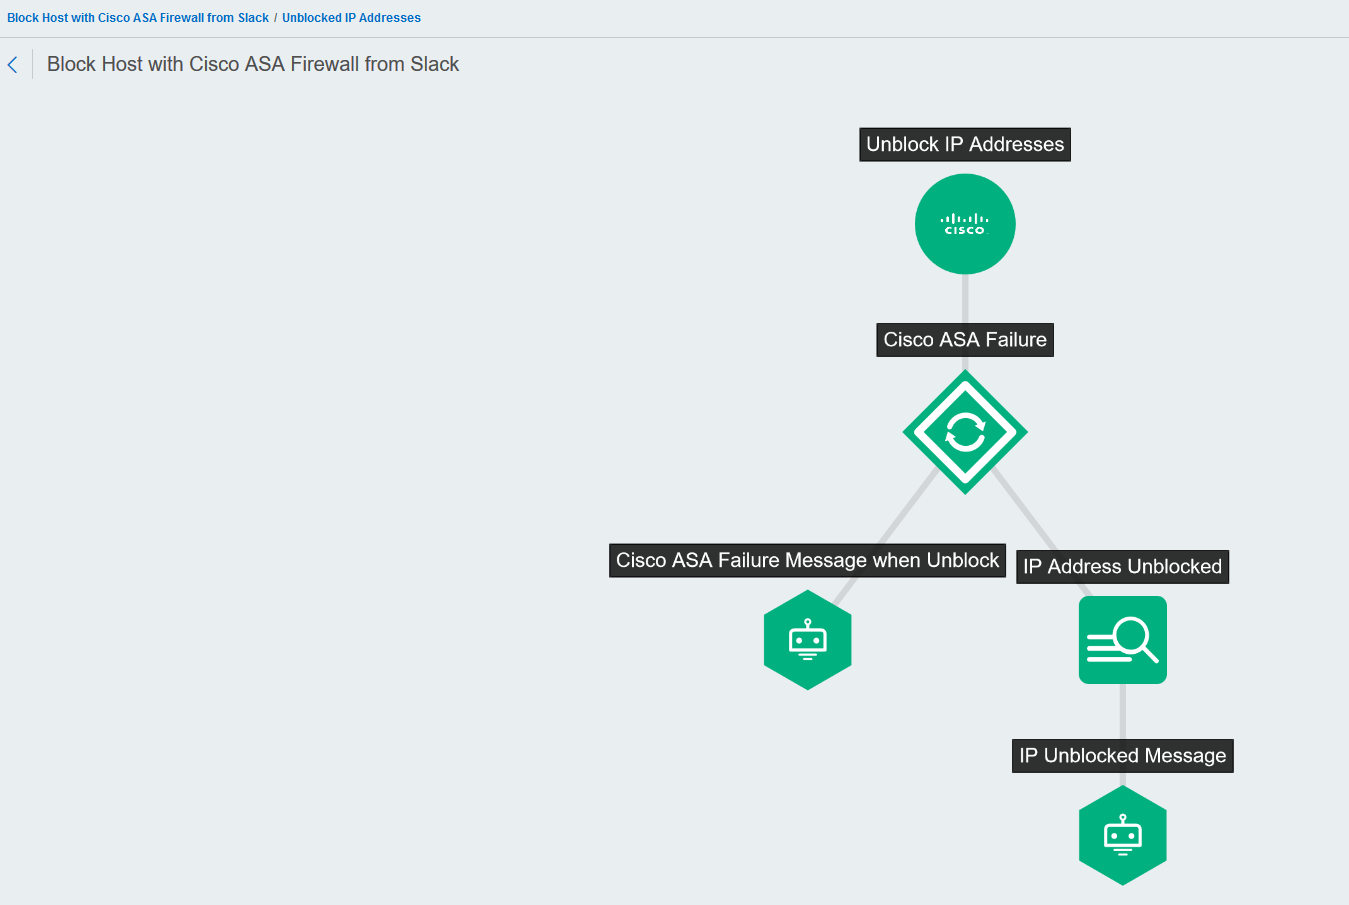 Block Host with Cisco ASA Firewall from Slack / Unblocked IP Addresses
Block Host with Cisco ASA Firewall from Slack
Unblock IP Addresses
CISCO
Cisco ASA Failure
Cisco ASA Failure Message when Unblock
IP Address Unblocked
IP Unblocked Message